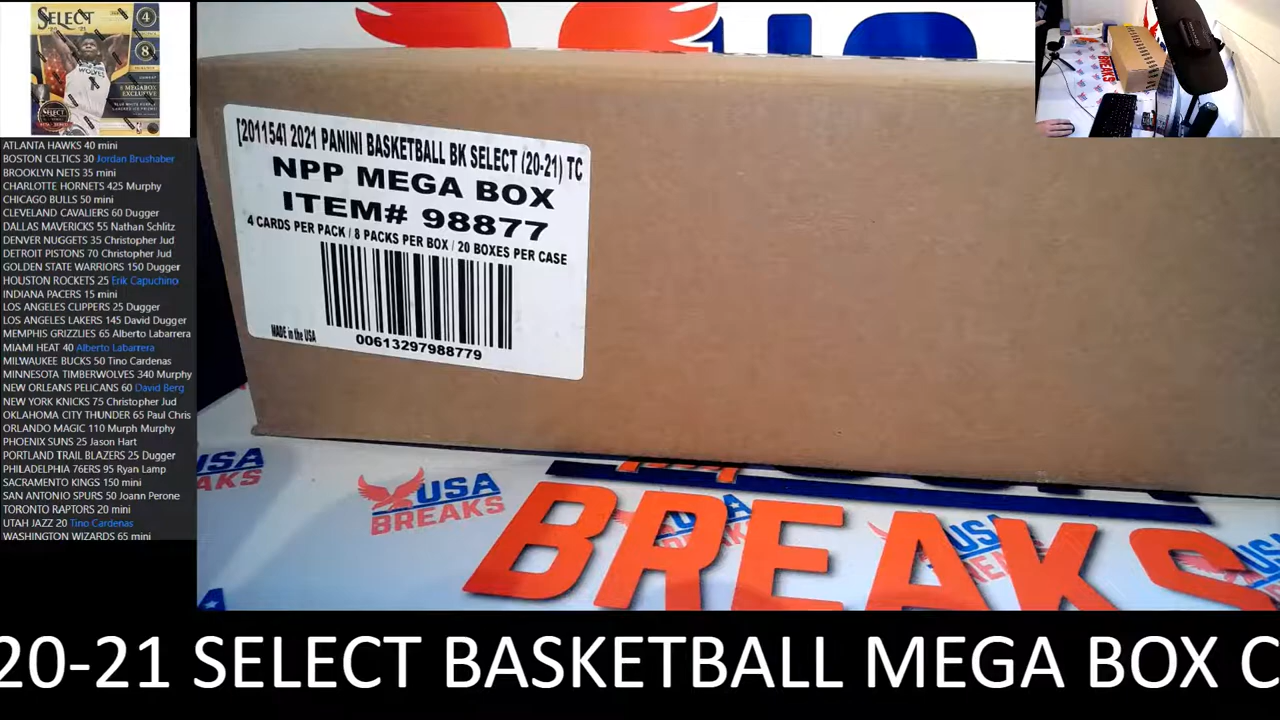 SELECT
4
8
WOLVES
MEGABOX
EXCLUSIVE
SELECT
ATLANTA HAWKS 40 mini
BOSTON CELTICS 30 Jordan Brushaber
BROOKLYN NETS 35 mini
CHARLOTTE HORNETS 425 Murphy
CHICAGO BULLS 50 mini
CLEVELAND CAVALIERS 60 Dugger
DALLAS MAVERICKS 55 Nathan Schlitz
DENVER NUGGETS 35 Christopher Jud
DETROIT PISTONS 70 Christopher Jud
GOLDEN STATE WARRIORS 150 Dugger
HOUSTON ROCKETS 25 Erik Capuchino
INDIANA PACERS 15 mini
LOS ANGELES CLIPPERS 25 Dugger
LOS ANGELES LAKERS 145 David Dugger
MEMPHIS GRIZZLIES 65 Alberto Labarrera
MIAMI HEAT 40 Alberto Labarrera
MILWAUKEE BUCKS 50 Tino Cardenas
MINNESOTA TIMBERWOLVES 340 Murphy
NEW ORLEANS PELICANS 60 David Berg
NEW YORK KNICKS 75 Christopher Jud
OKLAHOMA CITY THUNDER 65 Paul Chris
ORLANDO MAGIC 110 Murph Murphy
PHOENIX SUNS 25 Jason Hart
PORTLAND TRAIL BLAZERS 25 Dugger
PHILADELPHIA 76ERS 95 Ryan Lamp
SACRAMENTO KINGS 150 mini
SAN ANTONIO SPURS 50 Joann Perone
TORONTO RAPTORS 20 mini
UTAH JAZZ 20 Tino Cardenas
WASHINGTON WIZARDS 65 mini
[201154] 2021 PANINI BASKETBALL BK SELECT (20-21) TC
NPP MEGA BOX
ITEM# 98877
4 CARDS PER PACK / 8 PACKS PER BOX / 20 BOXES PER CASE
MADE in the USA
00613297988779
BREAKS
USA
BREAKS
USA
BREAKS
USA
USA
BREAKS
20-21 SELECT BASKETBALL MEGA BOX C